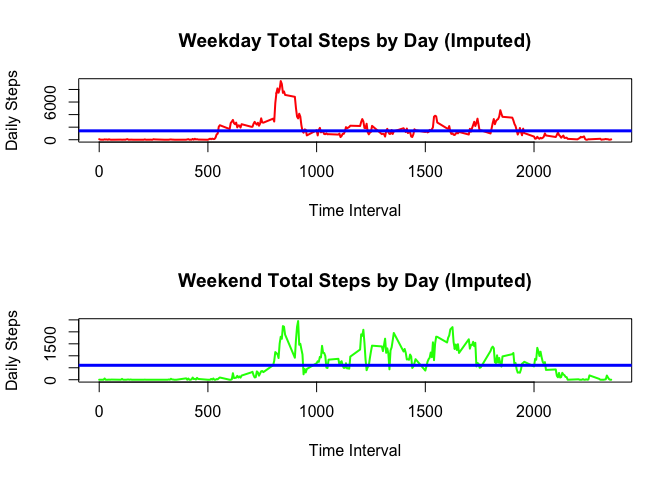 Weekday Total Steps by Day (Imputed)
Daily Steps
6000
0
0 500 1000 1500 2000
Time Interval
Weekend Total Steps by Day (Imputed)
Daily Steps
1500
0
0 500 1000 1500 2000
Time Interval